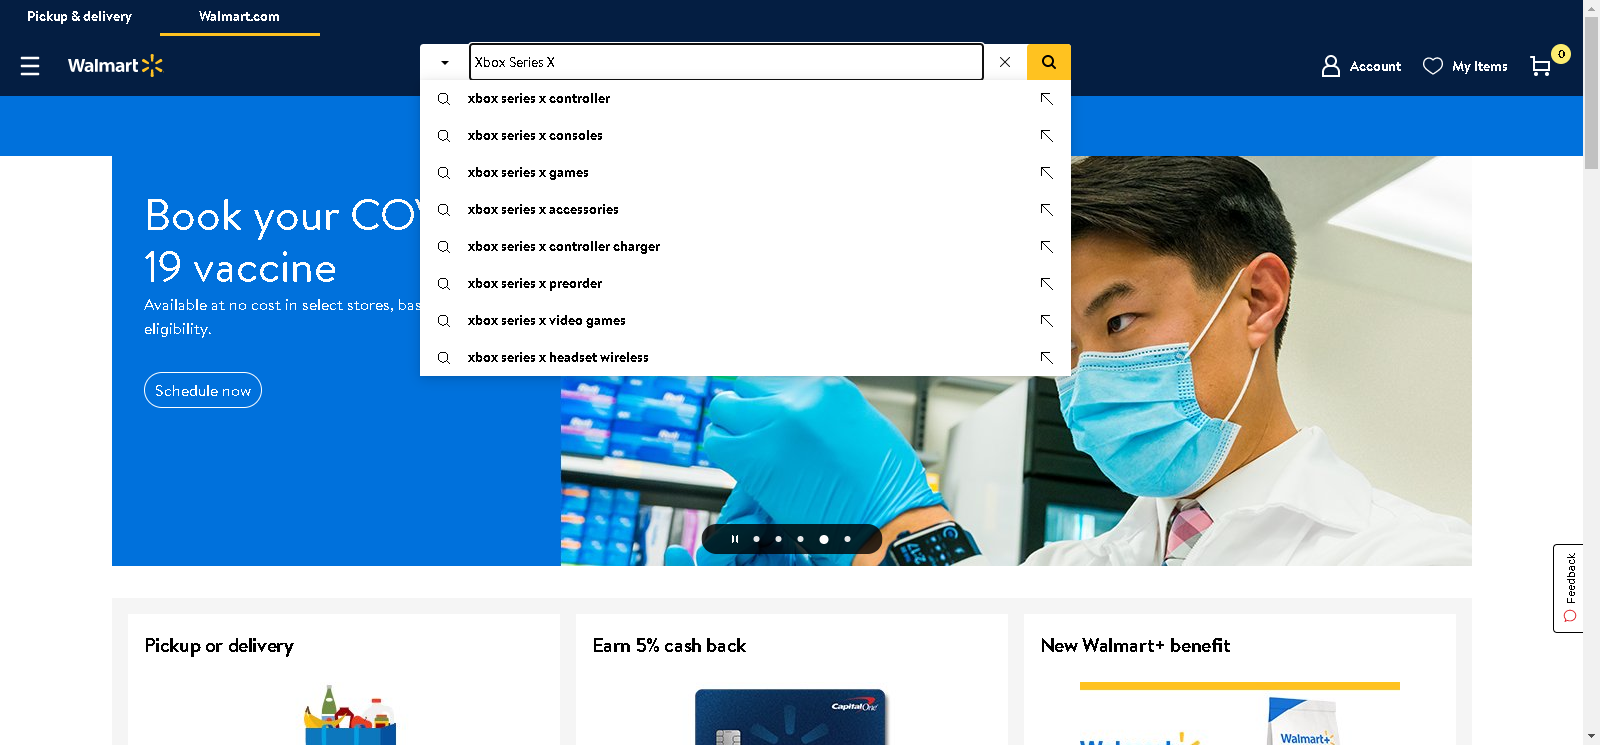 Pickup & delivery
Walmart.com
Walmart
Xbox Series X
Account
My Items
0
xbox series x controller
xbox series x consoles
xbox series x games
xbox series x accessories
xbox series x controller charger
xbox series x preorder
xbox series x video games
xbox series x headset wireless
Book your COV
19 vaccine
Available at no cost in select stores, bas
eligibility.
Schedule now
Feedback
Pickup or delivery
Earn 5% cash back
New Walmart+ benefit
Capital One
Walmart+